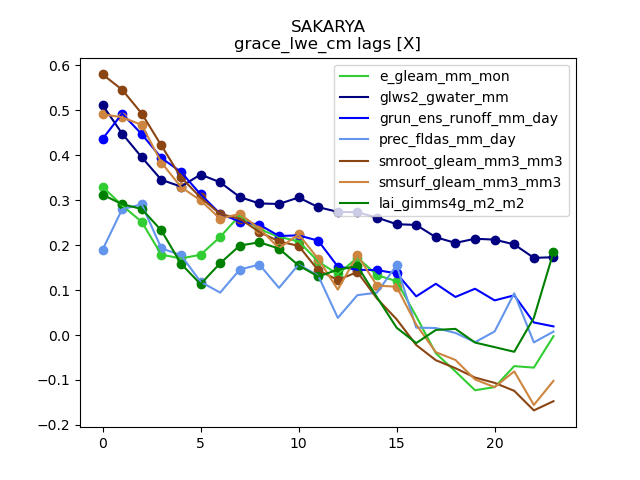 SAKARYA
grace_lwe_cm lags [X]
e_gleam_mm_mon
glws2_gwater_mm
grun_ens_runoff_mm_day
prec_fldas_mm_day
smroot_gleam_mm3_mm3
smsurf_gleam_mm3_mm3
lai_gimms4g_m2_m2
0.6
0.5
0.4
0.3
0.2
0.1
0.0
−0.1
−0.2
0 5 10 15 20